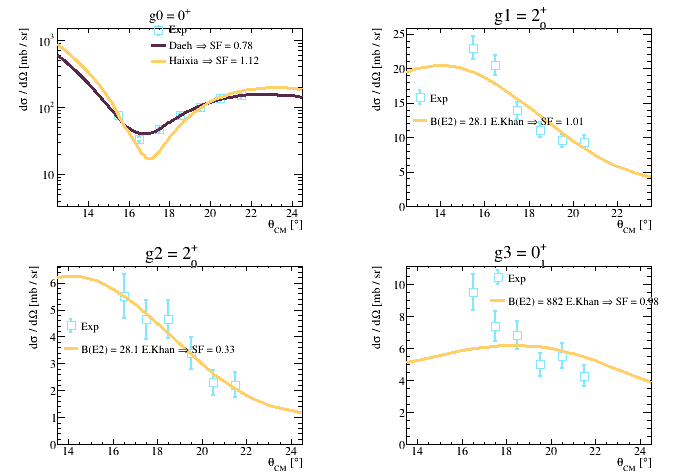 g0 = 0+
Exp
Daeh ⇒ SF = 0.78
Haixia ⇒ SF = 1.12
dσ / dΩ [mb / sr]
10^3
10^2
10
14 16 18 20 22 24
θCM [°]
g1 = 2+0
Exp
B(E2) = 28.1 E.Khan ⇒ SF = 1.01
dσ / dΩ [mb / sr]
25
20
15
10
5
0
14 16 18 20 22
θCM [°]
g2 = 2+0
Exp
B(E2) = 28.1 E.Khan ⇒ SF = 0.33
dσ / dΩ [mb / sr]
6
5
4
3
2
1
0
14 16 18 20 22 24
θCM [°]
g3 = 0+1
Exp
B(E2) = 882 E.Khan ⇒ SF = 0.98
dσ / dΩ [mb / sr]
10
8
6
4
2
0
14 16 18 20 22 24
θCM [°]